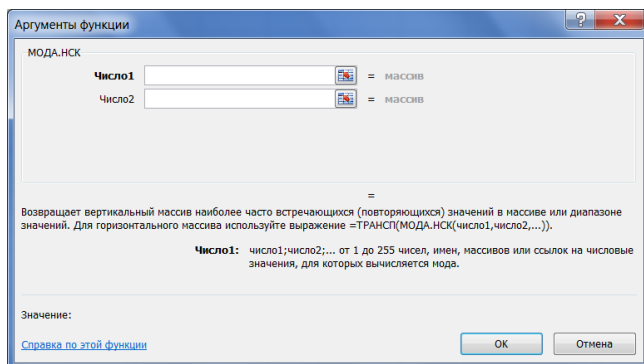 Аргументы функции
МОДА.НСК
Число1 = массив
Число2 = массив
=
Возвращает вертикальный массив наиболее часто встречающихся (повторяющихся) значений в массиве или диапазоне
значений. Для горизонтального массива используйте выражение =ТРАНСП(МОДА.НСК(число1,число2,...)).
Число1: число1;число2;... от 1 до 255 чисел, имен, массивов или ссылок на числовые
значения, для которых вычисляется мода.
Значение:
Справка по этой функции ОК Отмена